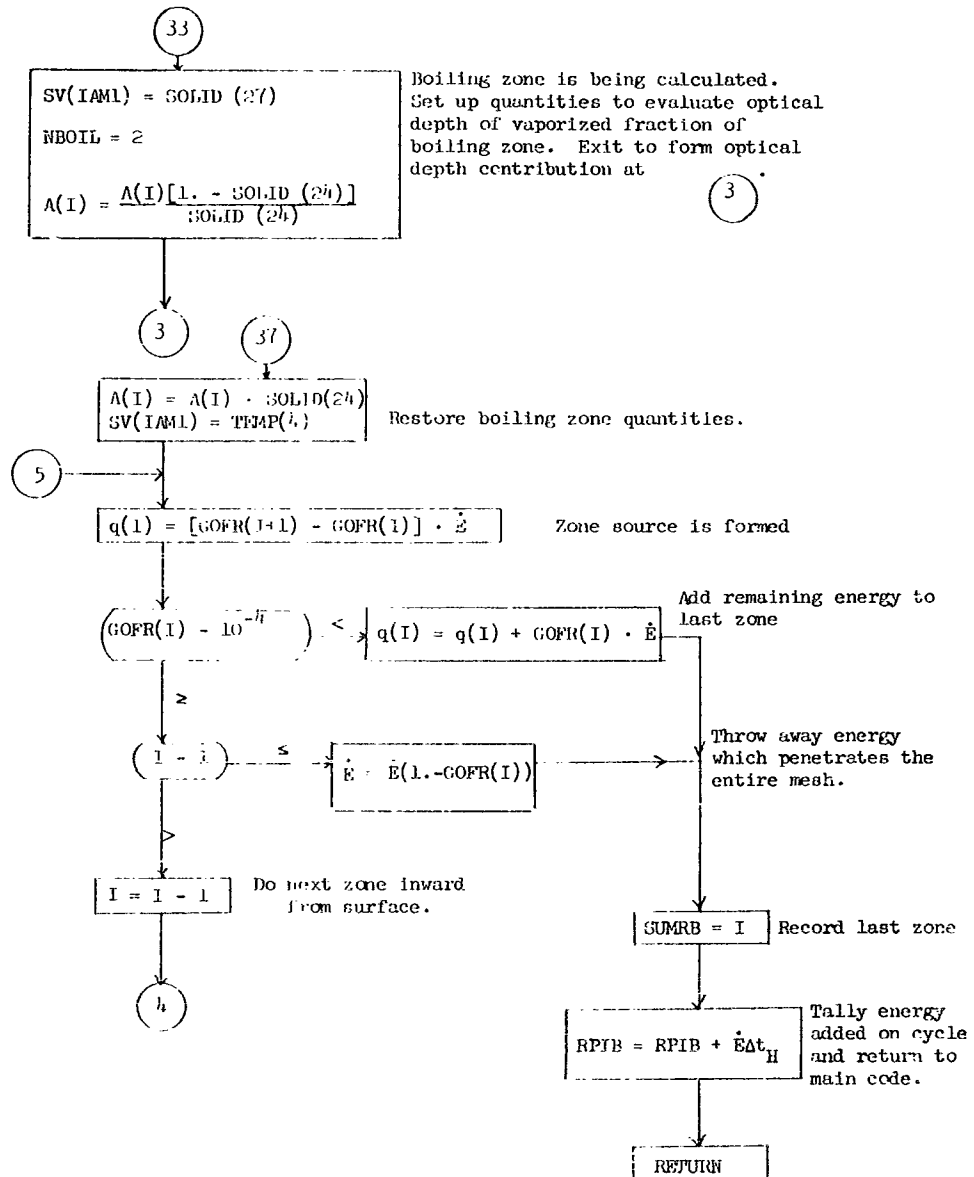 33
SV(IAM1) = SOLID (27)
NBOIL = 2
A(I) = A(I)[1. - SOLID (24)]
SOLID (24)
Boiling zone is being calculated.
Set up quantities to evaluate optical
depth of vaporized fraction of
boiling zone. Exit to form optical
depth contribution at
3 .
3
37
A(I) = A(I) · SOLID(24)
SV(IAM1) = TEMP(4)
Restore boiling zone quantities.
5
q(I) = [GOFR(I+1) - GOFR(I)] · Ė
Zone source is formed
GOFR(I) - 10⁻⁴
<
q(I) = q(I) + GOFR(I) · Ė
Add remaining energy to
last zone
≥
≤
Ė = Ė(1.-GOFR(I))
Throw away energy
which penetrates the
entire mesh.
>
I = I - 1
Do next zone inward
from surface.
4
SUMRB = I
Record last zone
RPIB = RPIB + ĖΔt_H
Tally energy
added on cycle
and return to
main code.
RETURN